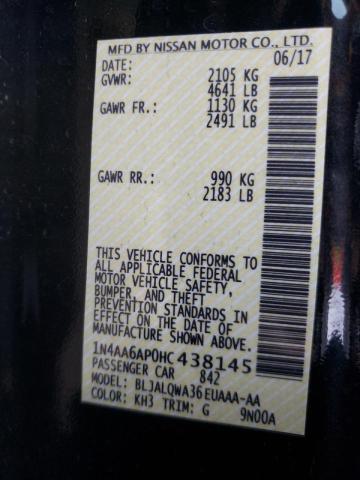 MFD BY NISSAN MOTOR CO., LTD.
DATE: 06/17
GVWR: 2105 KG
4641 LB
GAWR FR.: 1130 KG
2491 LB
GAWR RR.: 990 KG
2183 LB
THIS VEHICLE CONFORMS TO
ALL APPLICABLE FEDERAL
MOTOR VEHICLE SAFETY,
BUMPER, AND THEFT
PREVENTION STANDARDS IN
EFFECT ON THE DATE OF
MANUFACTURE SHOWN ABOVE.
1N4AA6AP0HC438145
PASSENGER CAR 842
MODEL: BLJALQWA36EUAAA-AA
COLOR: KH3 TRIM: G 9N00A